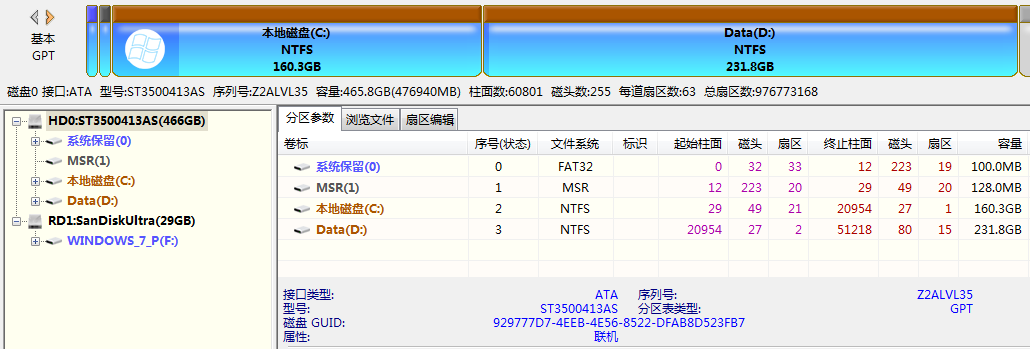 基本
GPT
本地磁盘(C:)
NTFS
160.3GB
Data(D:)
NTFS
231.8GB
磁盘0 接口:ATA 型号:ST3500413AS 序列号:Z2ALVL35 容量:465.8GB(476940MB) 柱面数:60801 磁头数:255 每道扇区数:63 总扇区数:976773168
HD0:ST3500413AS(466GB)
系统保留(0)
MSR(1)
本地磁盘(C:)
Data(D:)
RD1:SanDiskUltra(29GB)
WINDOWS_7_P(F:)
分区参数 浏览文件 扇区编辑
卷标 序号(状态) 文件系统 标识 起始柱面 磁头 扇区 终止柱面 磁头 扇区 容量
系统保留(0) 0 FAT32 0 32 33 12 223 19 100.0MB
MSR(1) 1 MSR 12 223 20 29 49 20 128.0MB
本地磁盘(C:) 2 NTFS 29 49 21 20954 27 1 160.3GB
Data(D:) 3 NTFS 20954 27 2 51218 80 15 231.8GB
接口类型: ATA 序列号: Z2ALVL35
型号: ST3500413AS 分区表类型: GPT
磁盘 GUID: 929777D7-4EEB-4E56-8522-DFAB8D523FB7
属性: 联机